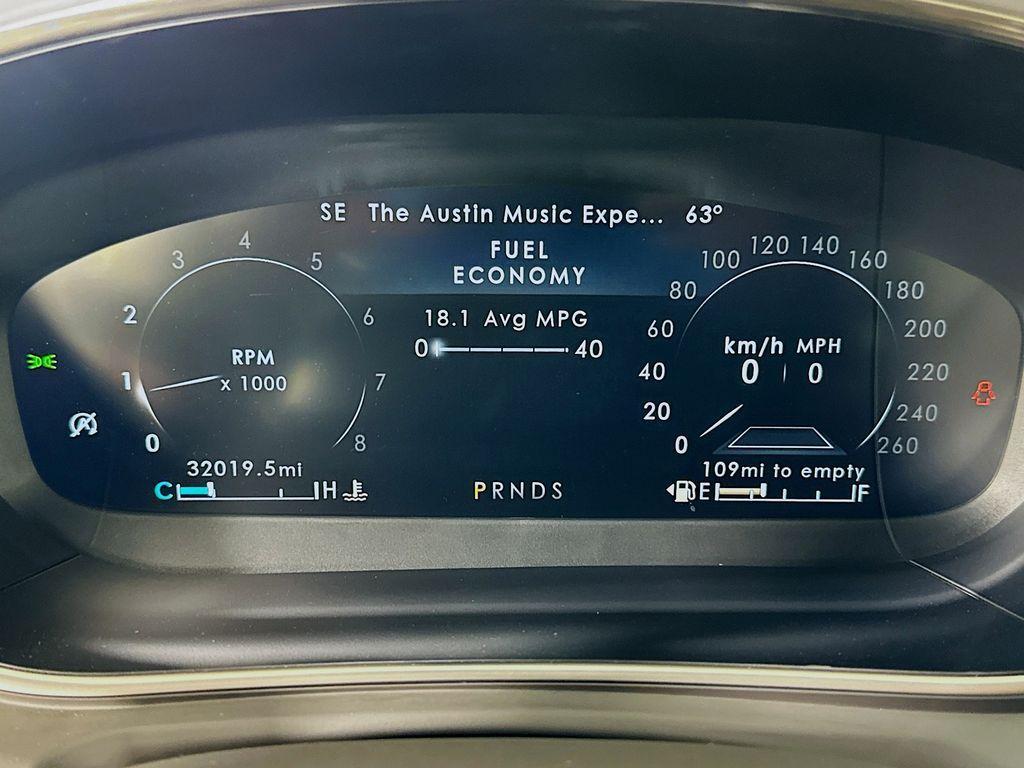 SE The Austin Music Expe... 63°
FUEL
ECONOMY
18.1 Avg MPG
0 40
0 1 2 3 4 5 6 7 8
RPM
x 1000
0 20 40 60 80 100 120 140 160 180 200 220 240 260
km/h MPH
0 0
32019.5mi
C H
PRNDS
109mi to empty
E F